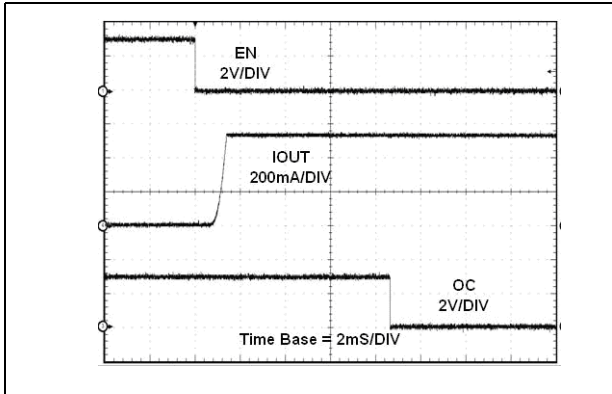 EN
2V/DIV
IOUT
200mA/DIV
OC
2V/DIV
Time Base = 2mS/DIV